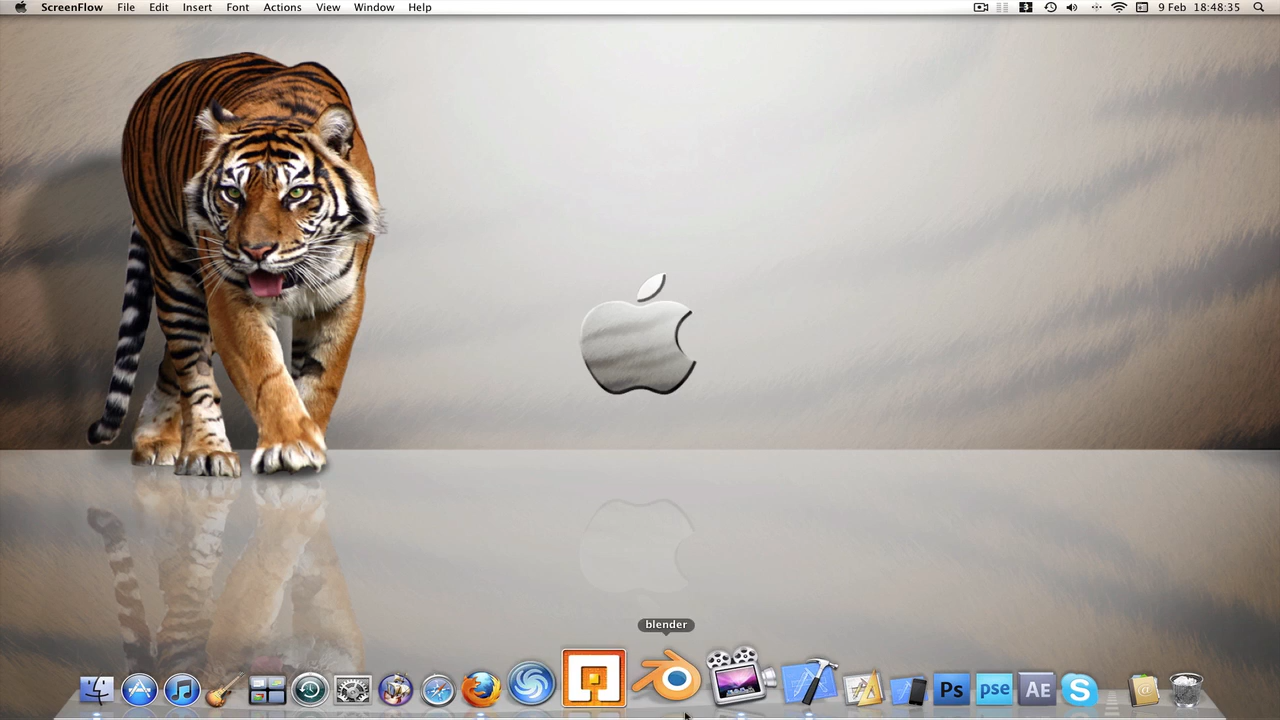 ScreenFlow File Edit Insert Font Actions View Window Help 9 Feb 18:48:35
blender
Ps pse AE